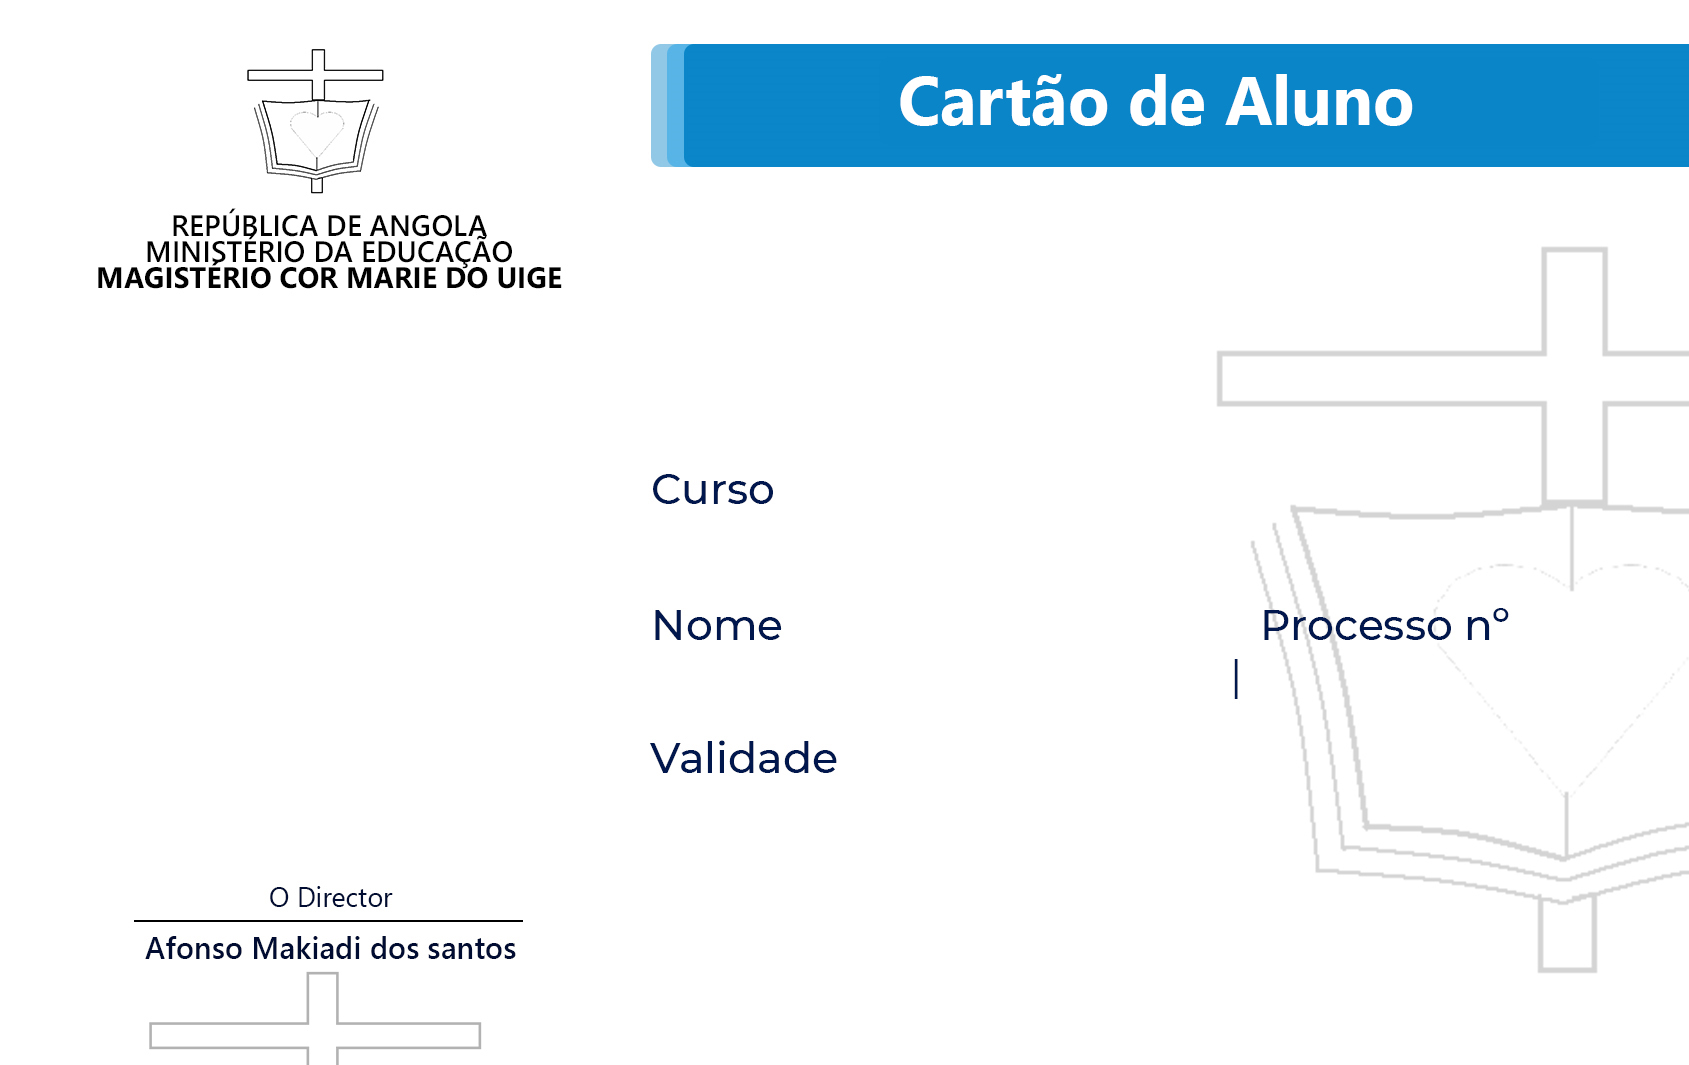 REPÚBLICA DE ANGOLA
MINISTÉRIO DA EDUCAÇÃO
MAGISTÉRIO COR MARIE DO UIGE
Cartão de Aluno
Curso
Nome
Processo nº
|
Validade
O Director
Afonso Makiadi dos santos